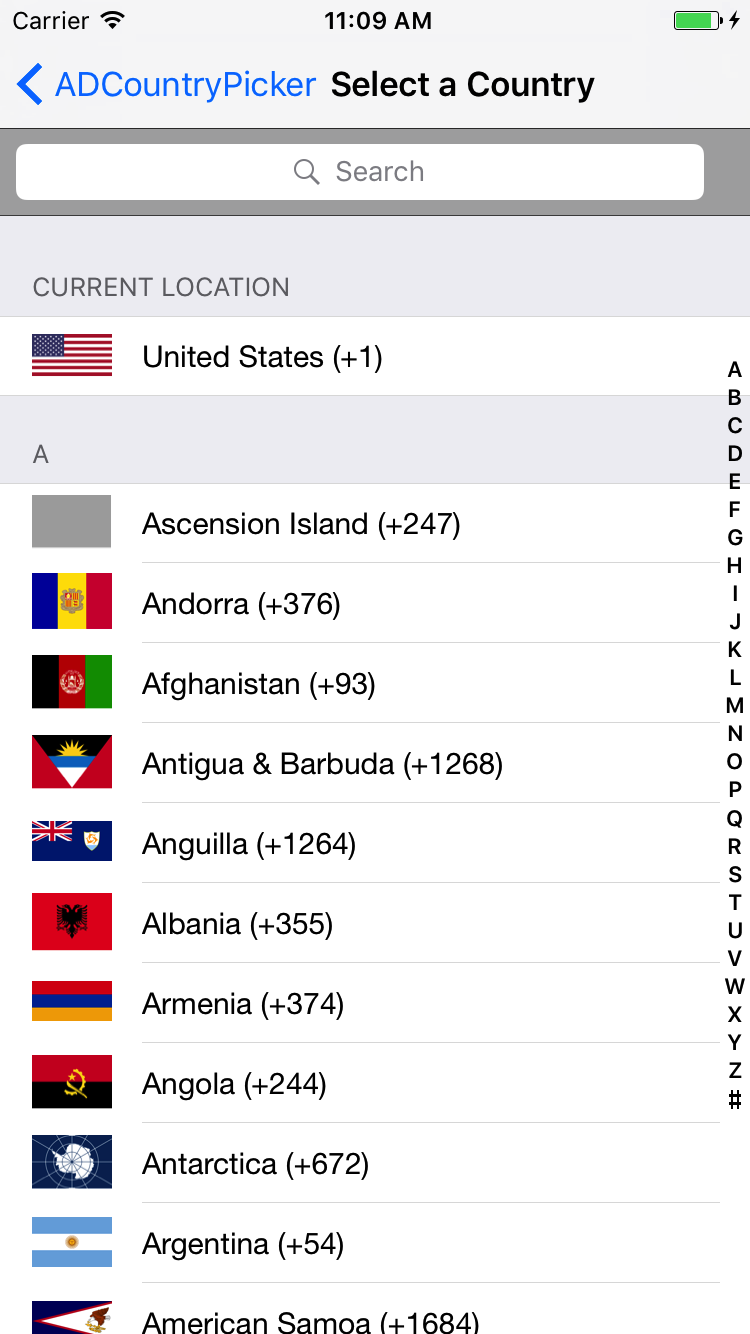 Carrier 11:09 AM
ADCountryPicker Select a Country
Search
CURRENT LOCATION
United States (+1)
A
Ascension Island (+247)
Andorra (+376)
Afghanistan (+93)
Antigua & Barbuda (+1268)
Anguilla (+1264)
Albania (+355)
Armenia (+374)
Angola (+244)
Antarctica (+672)
Argentina (+54)
American Samoa (+1684)
A
B
C
D
E
F
G
H
I
J
K
L
M
N
O
P
Q
R
S
T
U
V
W
X
Y
Z
#